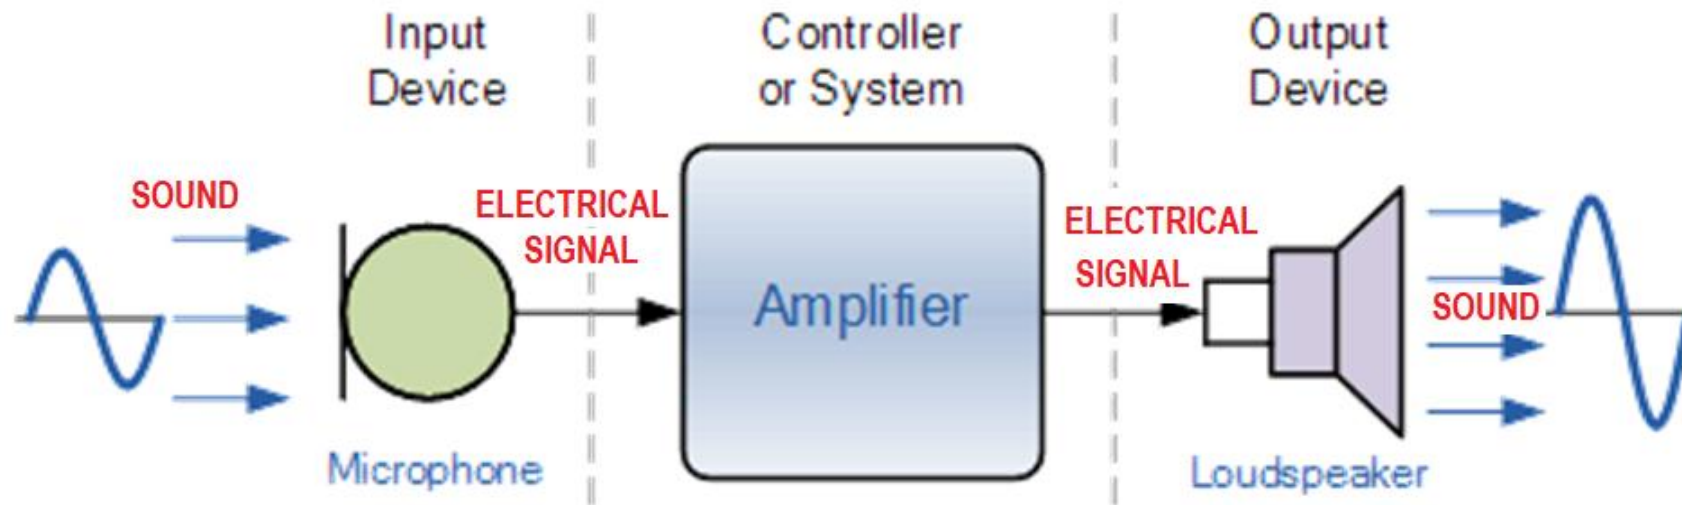 Input
Device
Controller
or System
Output
Device
SOUND
ELECTRICAL
SIGNAL
Amplifier
ELECTRICAL
SIGNAL
SOUND
Microphone
Loudspeaker